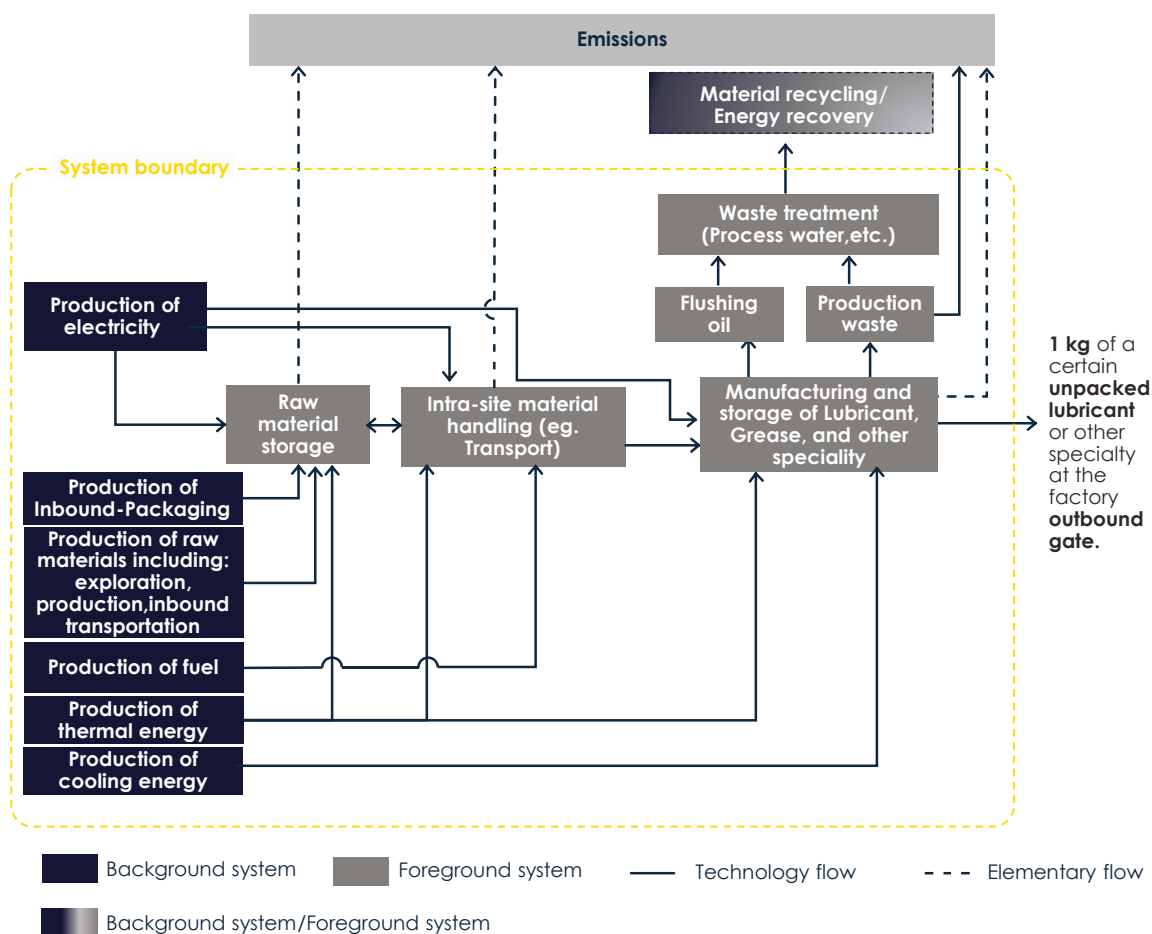 Emissions
Material recycling/
Energy recovery
System boundary
Waste treatment
(Process water,etc.)
Production of
electricity
Flushing
oil
Production
waste
1 kg of a
certain
unpacked
lubricant
or other
specialty
at the
factory
outbound
gate.
Raw
material
storage
Intra-site material
handling (eg.
Transport)
Manufacturing and
storage of Lubricant,
Grease, and other
speciality
Production of
Inbound-Packaging
Production of raw
materials including:
exploration,
production,inbound
transportation
Production of fuel
Production of
thermal energy
Production of
cooling energy
Background system
Foreground system
Technology flow
Elementary flow
Background system/Foreground system